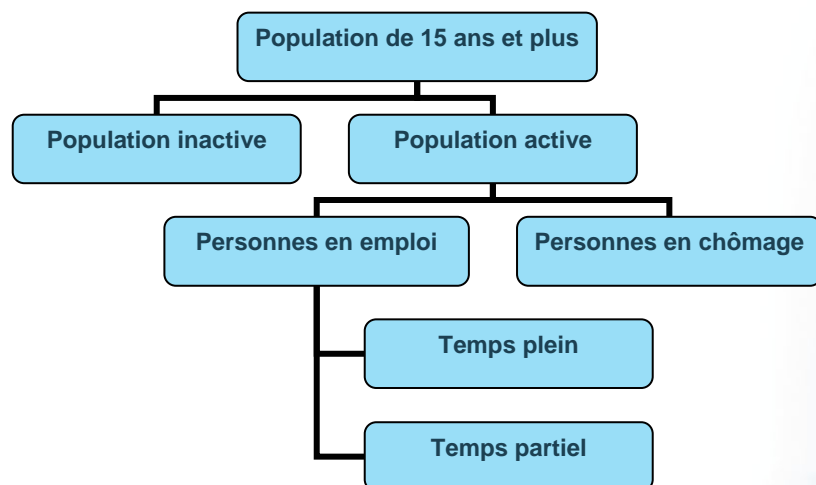 Population de 15 ans et plus
Population inactive
Population active
Personnes en emploi
Personnes en chômage
Temps plein
Temps partiel